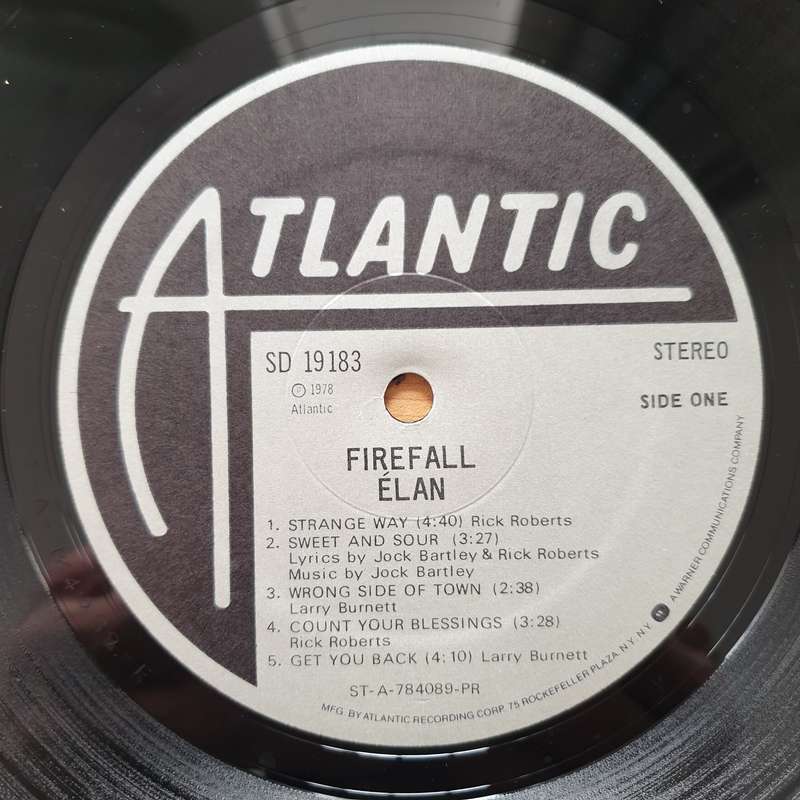 ATLANTIC
SD 19183
STEREO
Ⓟ 1978
Atlantic
SIDE ONE
FIREFALL
ÉLAN
1. STRANGE WAY (4:40) Rick Roberts
2. SWEET AND SOUR (3:27)
Lyrics by Jock Bartley & Rick Roberts
Music by Jock Bartley
3. WRONG SIDE OF TOWN (2:38)
Larry Burnett
4. COUNT YOUR BLESSINGS (3:28)
Rick Roberts
5. GET YOU BACK (4:10) Larry Burnett
ST-A-784089-PR
MFG. BY ATLANTIC RECORDING CORP. 75 ROCKEFELLER PLAZA, N.Y. N.Y. A WARNER COMMUNICATIONS COMPANY